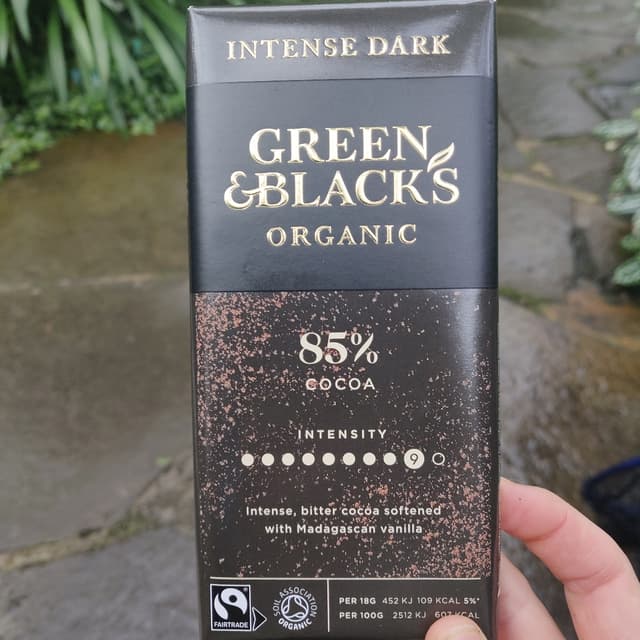 INTENSE DARK
GREEN
&BLACK'S
ORGANIC
85%
COCOA
INTENSITY
9
Intense, bitter cocoa softened
with Madagascan vanilla
FAIRTRADE
SOIL ASSOCIATION
ORGANIC
PER 18G 452 KJ 109 KCAL 5%*
PER 100G 2512 KJ 607 KCAL